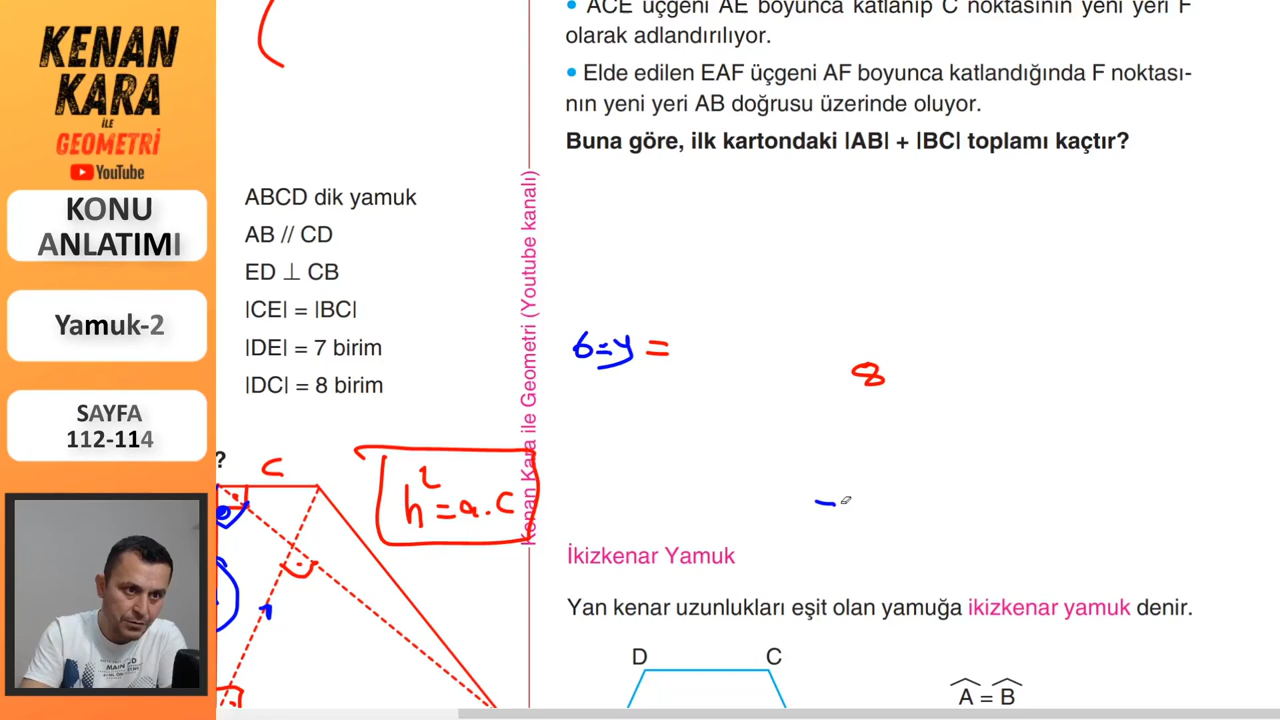 KENAN
KARA
İLE
GEOMETRİ
YouTube
KONU
ANLATIMI
Yamuk-2
SAYFA
112-114
ABCD dik yamuk
AB // CD
ED ⊥ CB
|CE| = |BC|
|DE| = 7 birim
|DC| = 8 birim
?
c
h² = a.c
Kenan Kara ile Geometri (Youtube kanalı)
• ACE üçgeni AE boyunca katlanıp C noktasının yeni yeri F
olarak adlandırılıyor.
• Elde edilen EAF üçgeni AF boyunca katlandığında F noktası-
nın yeni yeri AB doğrusu üzerinde oluyor.
Buna göre, ilk kartondaki |AB| + |BC| toplamı kaçtır?
6=y =
8
İkizkenar Yamuk
Yan kenar uzunlukları eşit olan yamuğa ikizkenar yamuk denir.
D C
A = B